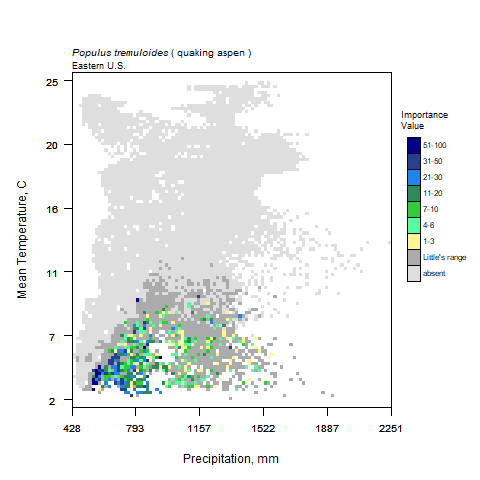 Populus tremuloides ( quaking aspen )
Eastern U.S.
Importance
Value
51-100
31-50
21-30
11-20
7-10
4-6
1-3
Little's range
absent
25
20
16
11
7
2
Mean Temperature, C
428 793 1157 1522 1887 2251
Precipitation, mm